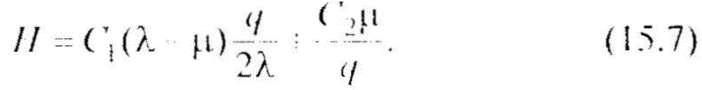 H = C₁(λ - μ) q/2λ + C₂μ/q. (15.7)